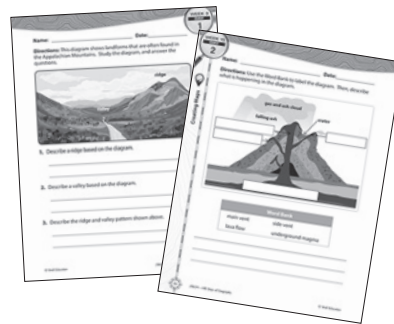 WEEK
1
Name: Date:
Directions: This diagram shows landforms that are often found in
the Appalachian Mountains. Study the diagram, and answer the
questions.
ridge
1. Describe a ridge based on the diagram.
2. Describe a valley based on the diagram.
3. Describe the ridge and valley pattern shown above.
WEEK
2
Name: Date:
Directions: Use the Word Bank to label the diagram. Then, describe
what is happening in the diagram.
Creating Maps
gas and ash cloud
falling ash
crater
Word Bank
main vent side vent
lava flow underground magma